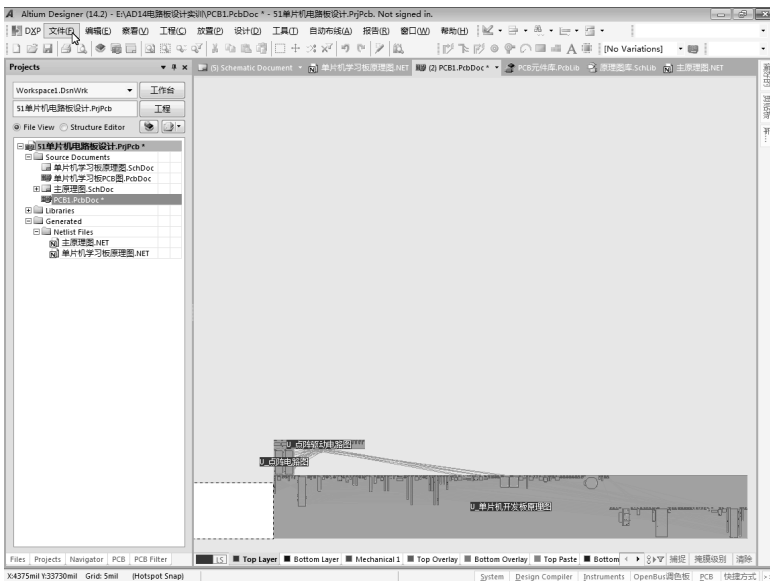 Altium Designer (14.2) - E:\AD14电路板设计实训\PCB1.PcbDoc * - 51单片机电路板设计.PrjPcb. Not signed in.
DXP 文件(F) 编辑(E) 察看(V) 工程(C) 放置(P) 设计(D) 工具(T) 自动布线(A) 报告(R) 窗口(W) 帮助(H)
[No Variations]
Projects
(5) Schematic Document 单片机学习板原理图.NET (2) PCB1.PcbDoc * PCB元件库.PcbLib 原理图库.SchLib 主原理图.NET
Workspace1.DsnWrk 工作台
51单片机电路板设计.PrjPcb 工程
File View Structure Editor
51单片机电路板设计.PrjPcb *
Source Documents
单片机学习板原理图.SchDoc
单片机学习板PCB图.PcbDoc
主原理图.SchDoc
PCB1.PcbDoc *
Libraries
Generated
Netlist Files
主原理图.NET
单片机学习板原理图.NET
U_点阵驱动电路图
U_点阵电路图
U_单片机开发板原理图
Files Projects Navigator PCB PCB Filter
LS Top Layer Bottom Layer Mechanical 1 Top Overlay Bottom Overlay Top Paste Bottom 捕捉 掩膜级别 清除
X:4375mil Y:33730mil Grid: 5mil (Hotspot Snap)
System Design Compiler Instruments OpenBus调色板 PCB 快捷方式